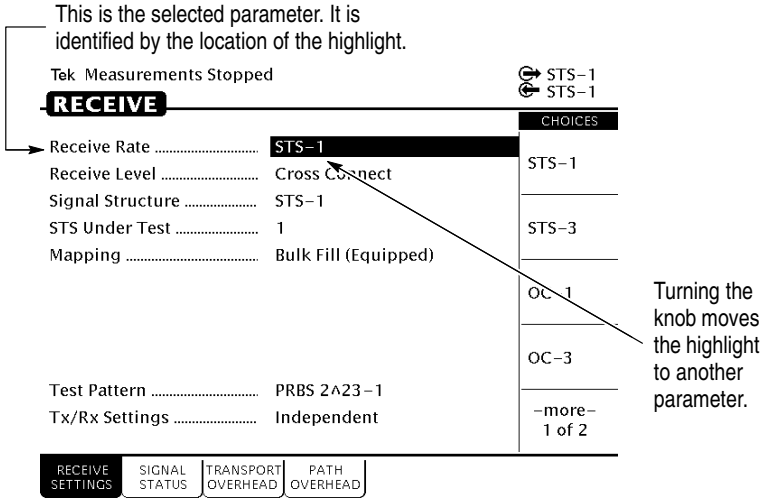 This is the selected parameter. It is
identified by the location of the highlight.
Tek Measurements Stopped
STS-1
STS-1
RECEIVE
CHOICES
Receive Rate ........................ STS-1
Receive Level ...................... Cross Connect
Signal Structure .................. STS-1
STS Under Test ................... 1
Mapping ............................... Bulk Fill (Equipped)
STS-1
STS-3
OC-1
OC-3
-more-
1 of 2
Turning the
knob moves
the highlight
to another
parameter.
Test Pattern ......................... PRBS 2^23-1
Tx/Rx Settings ..................... Independent
RECEIVE
SETTINGS
SIGNAL
STATUS
TRANSPORT
OVERHEAD
PATH
OVERHEAD